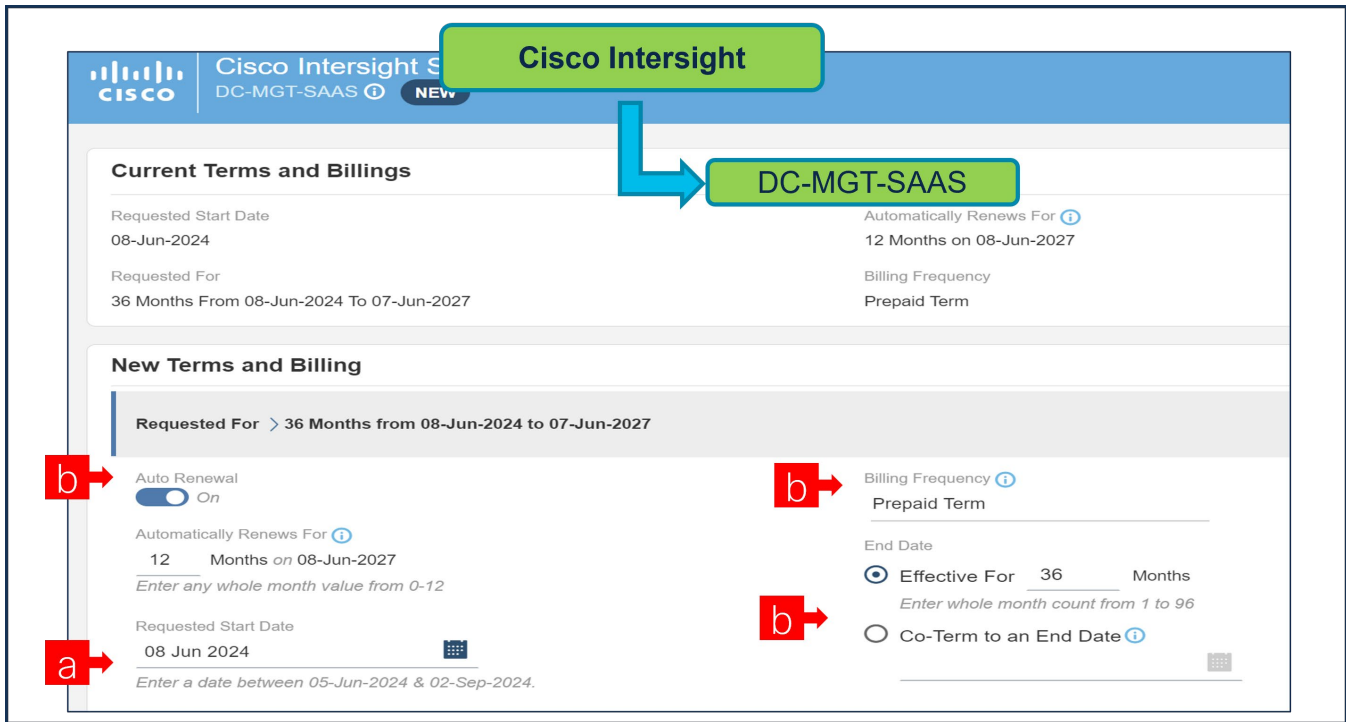 Cisco Intersight S
Cisco Intersight
CISCO
DC-MGT-SAAS
NEW
DC-MGT-SAAS
Current Terms and Billings
Requested Start Date
08-Jun-2024
Automatically Renews For
12 Months on 08-Jun-2027
Requested For
36 Months From 08-Jun-2024 To 07-Jun-2027
Billing Frequency
Prepaid Term
New Terms and Billing
Requested For > 36 Months from 08-Jun-2024 to 07-Jun-2027
b
Auto Renewal
On
Automatically Renews For
12 Months on 08-Jun-2027
Enter any whole month value from 0-12
Requested Start Date
a
08 Jun 2024
Enter a date between 05-Jun-2024 & 02-Sep-2024.
b
Billing Frequency
Prepaid Term
End Date
Effective For 36 Months
Enter whole month count from 1 to 96
b
Co-Term to an End Date